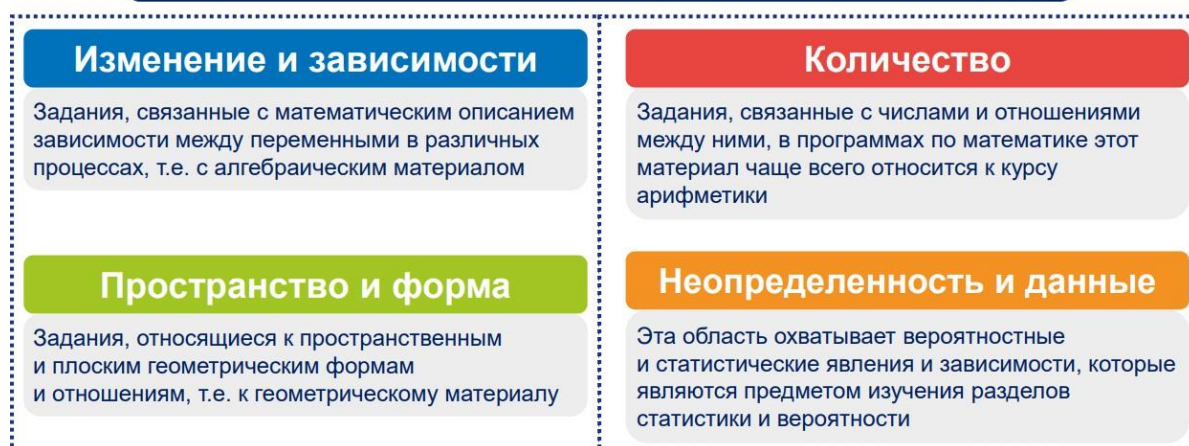 Изменение и зависимости
Задания, связанные с математическим описанием
зависимости между переменными в различных
процессах, т.е. с алгебраическим материалом
Количество
Задания, связанные с числами и отношениями
между ними, в программах по математике этот
материал чаще всего относится к курсу
арифметики
Пространство и форма
Задания, относящиеся к пространственным
и плоским геометрическим формам
и отношениям, т.е. к геометрическому материалу
Неопределенность и данные
Эта область охватывает вероятностные
и статистические явления и зависимости, которые
являются предметом изучения разделов
статистики и вероятности